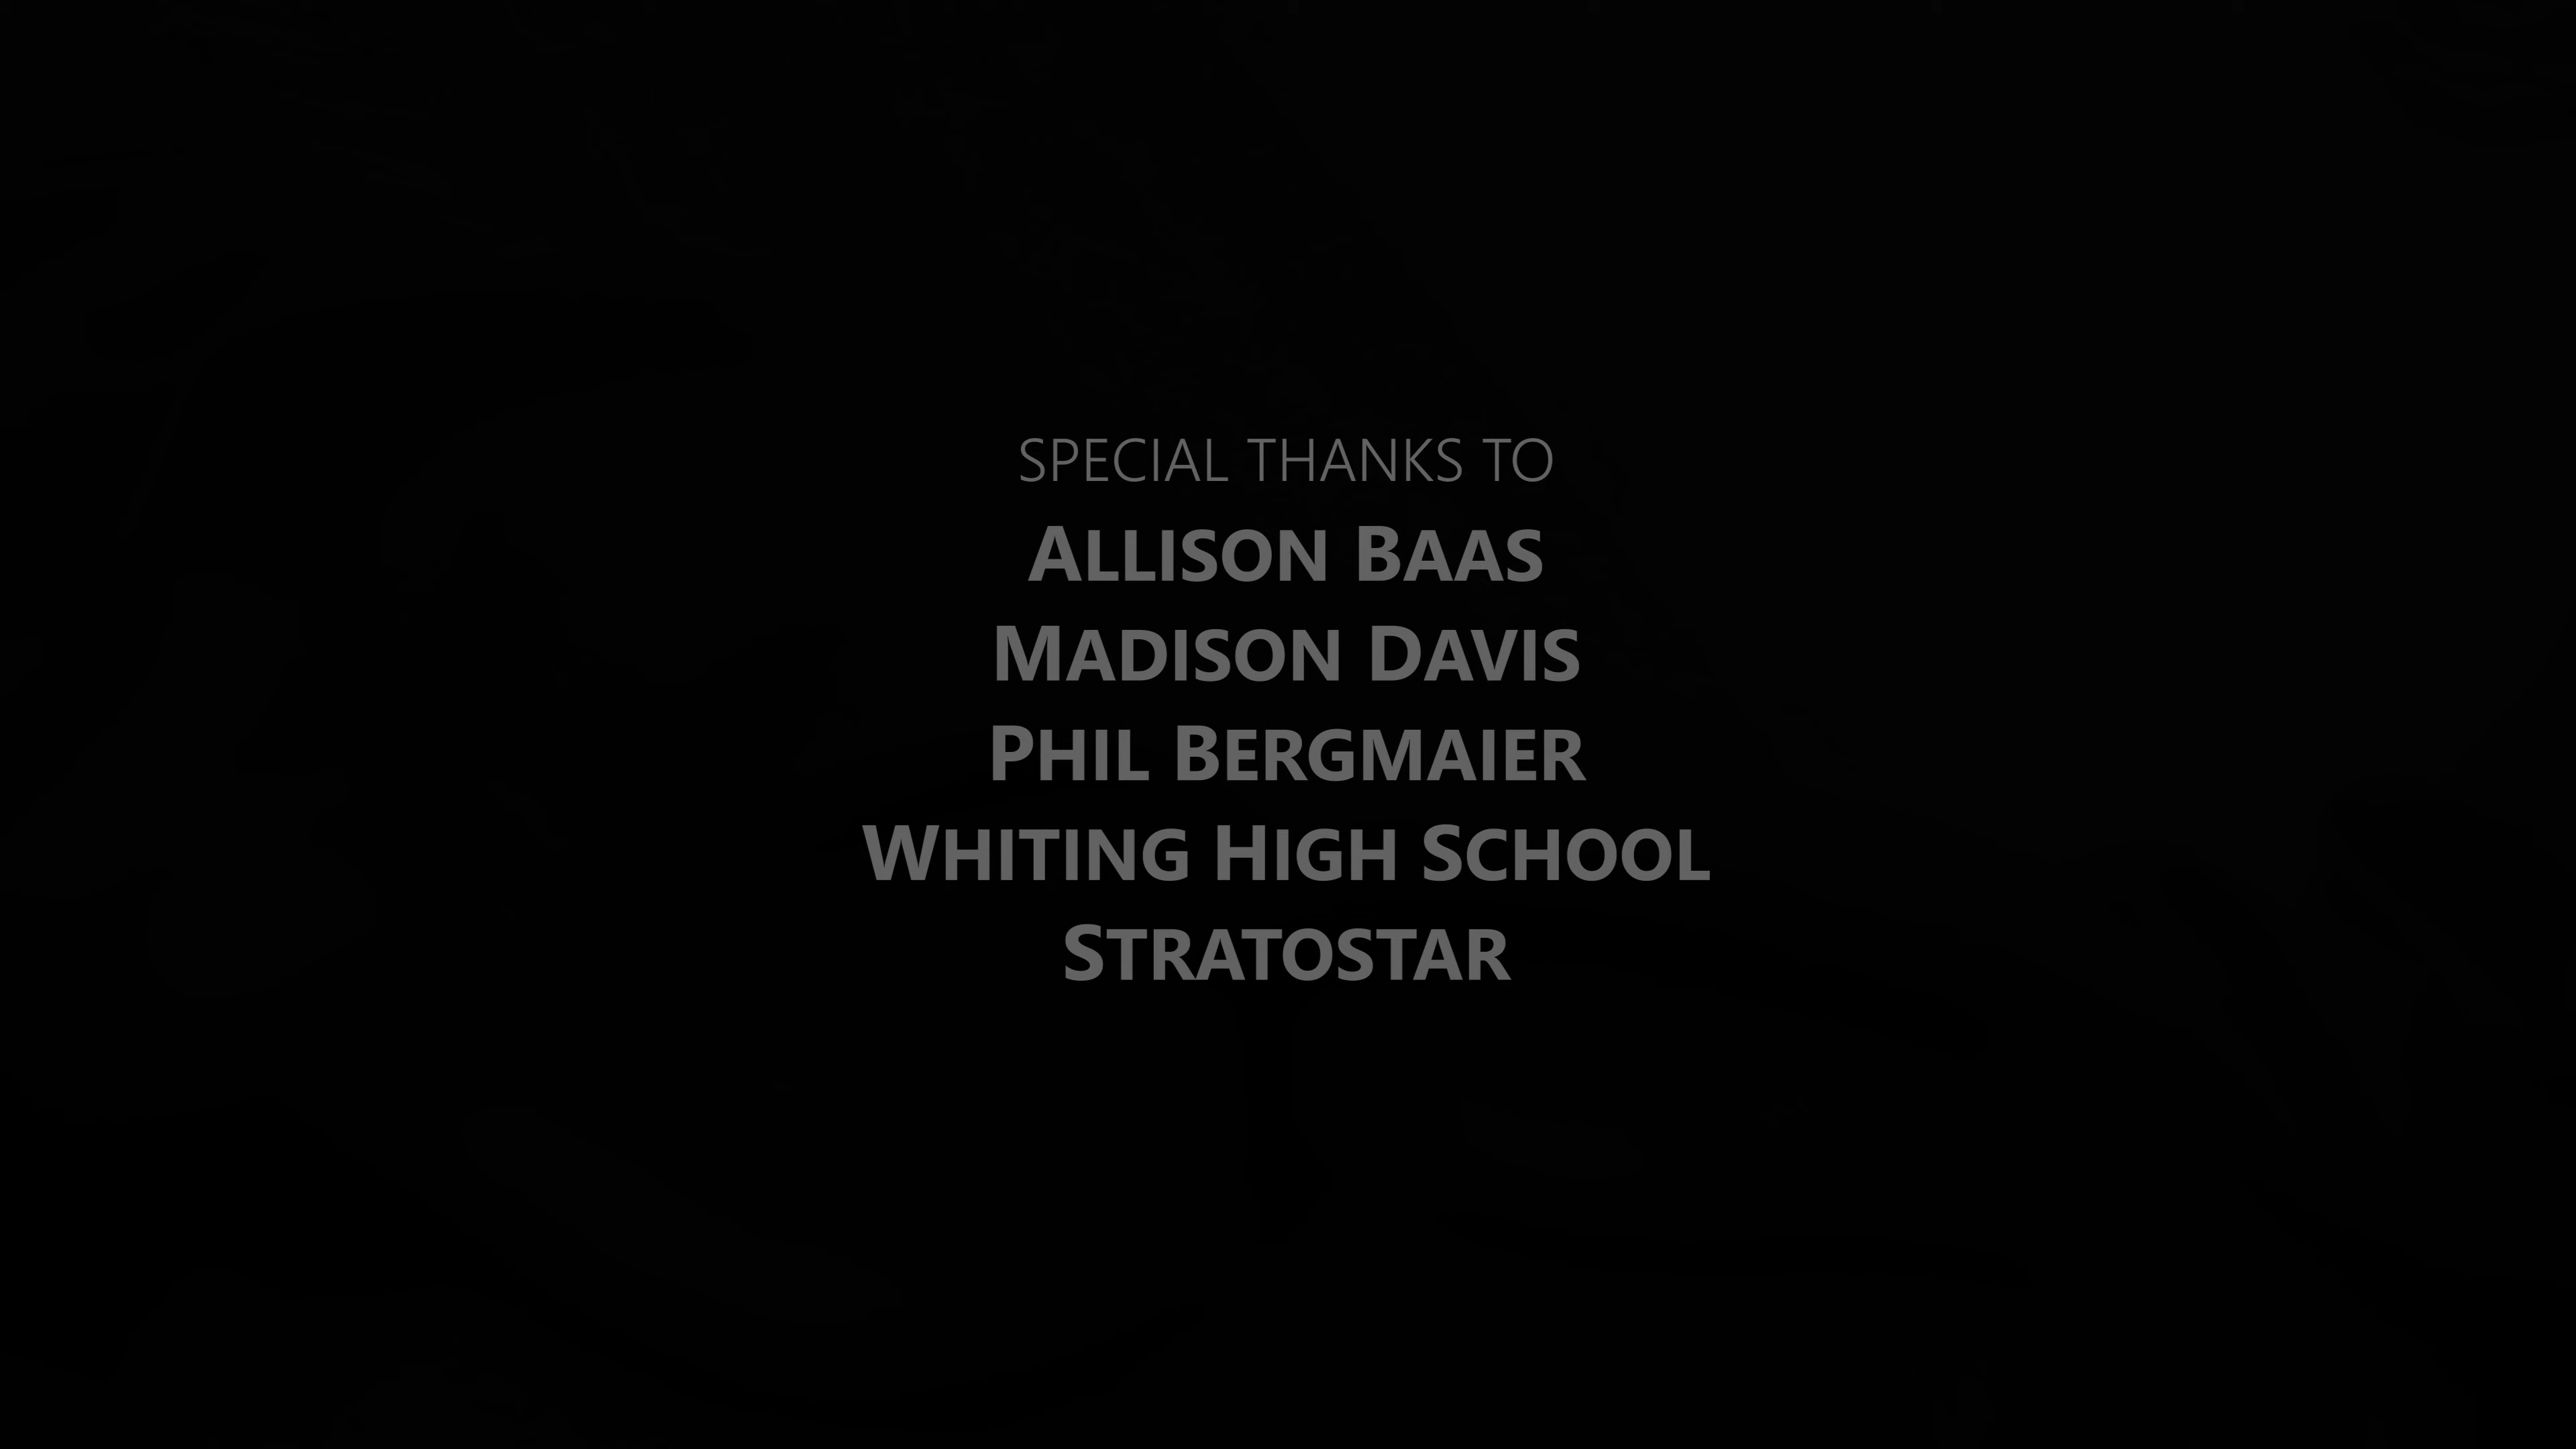 SPECIAL THANKS TO
ALLISON BAAS
MADISON DAVIS
PHIL BERGMAIER
WHITING HIGH SCHOOL
STRATOSTAR